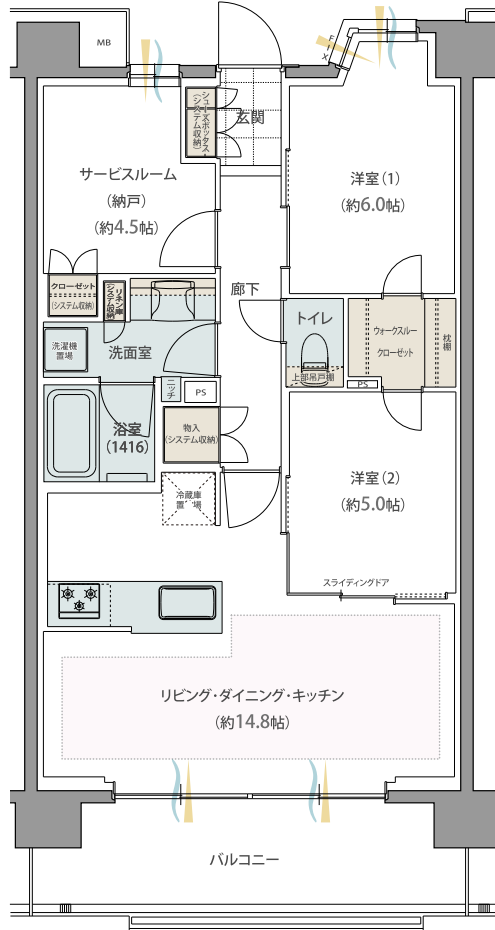 MB
FIX
シューズボックス
(システム収納)
玄関
サービスルーム
(納戸)
(約4.5帖)
洋室(1)
(約6.0帖)
クローゼット
(システム収納)
リネン庫
(システム収納)
廊下
トイレ
ウォークスルー
クローゼット
枕棚
洗濯機
置場
洗面室
上部吊戸棚
PS
ニッチ
PS
浴室
(1416)
物入
(システム収納)
洋室(2)
(約5.0帖)
冷蔵庫
置場
スライディングドア
リビング・ダイニング・キッチン
(約14.8帖)
バルコニー